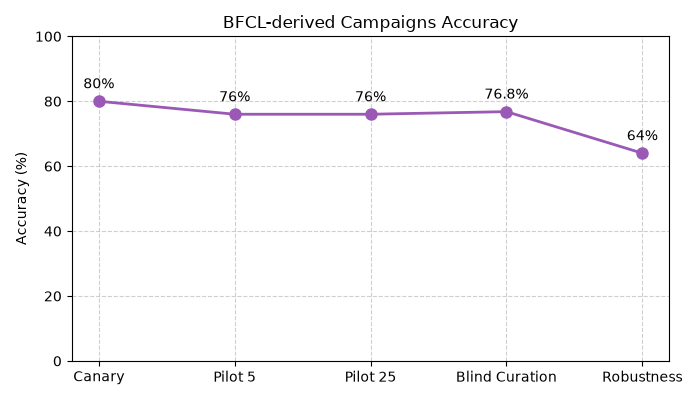 BFCL-derived Campaigns Accuracy
Accuracy (%)
100
80
60
40
20
0
80%
76%
76%
76.8%
64%
Canary
Pilot 5
Pilot 25
Blind Curation
Robustness